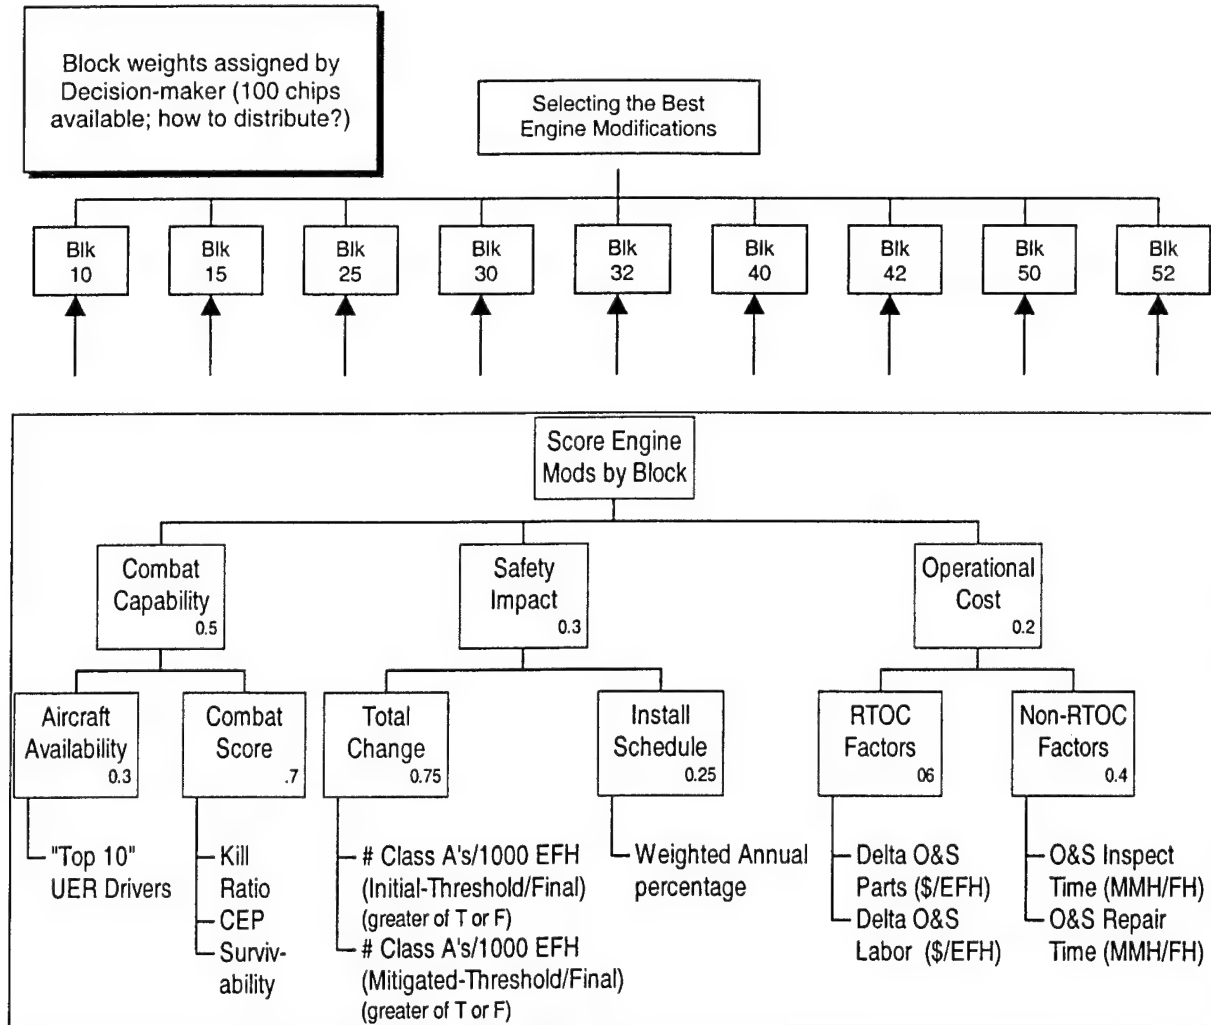 Block weights assigned by
Decision-maker (100 chips
available; how to distribute?)
Selecting the Best
Engine Modifications
Blk
10
Blk
15
Blk
25
Blk
30
Blk
32
Blk
40
Blk
42
Blk
50
Blk
52
Score Engine
Mods by Block
Combat
Capability
0.5
Safety
Impact
0.3
Operational
Cost
0.2
Aircraft
Availability
0.3
Combat
Score
.7
Total
Change
0.75
Install
Schedule
0.25
RTOC
Factors
06
Non-RTOC
Factors
0.4
"Top 10"
UER Drivers
Kill
Ratio
CEP
Surviv-
ability
# Class A's/1000 EFH
(Initial-Threshold/Final)
(greater of T or F)
# Class A's/1000 EFH
(Mitigated-Threshold/Final)
(greater of T or F)
Weighted Annual
percentage
Delta O&S
Parts ($/EFH)
Delta O&S
Labor ($/EFH)
O&S Inspect
Time (MMH/FH)
O&S Repair
Time (MMH/FH)